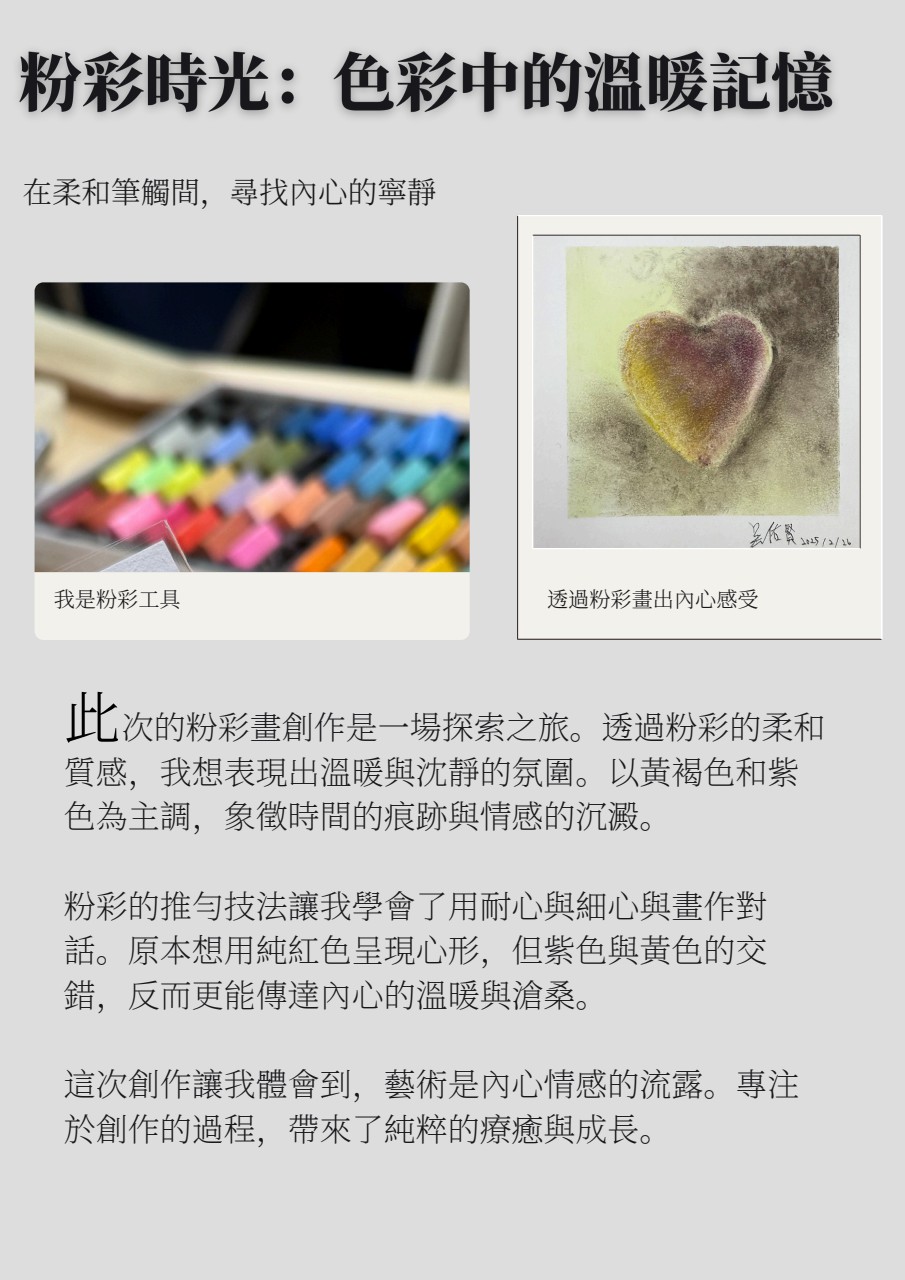 粉彩時光：色彩中的溫暖記憶
在柔和筆觸間，尋找內心的寧靜
吳佑賢 2025/2/26
我是粉彩工具
透過粉彩畫出內心感受
此次的粉彩畫創作是一場探索之旅。透過粉彩的柔和
質感，我想表現出溫暖與沈靜的氛圍。以黃褐色和紫
色為主調，象徵時間的痕跡與情感的沉澱。
粉彩的推勻技法讓我學會了用耐心與細心與畫作對
話。原本想用純紅色呈現心形，但紫色與黃色的交
錯，反而更能傳達內心的溫暖與滄桑。
這次創作讓我體會到，藝術是內心情感的流露。專注
於創作的過程，帶來了純粹的療癒與成長。